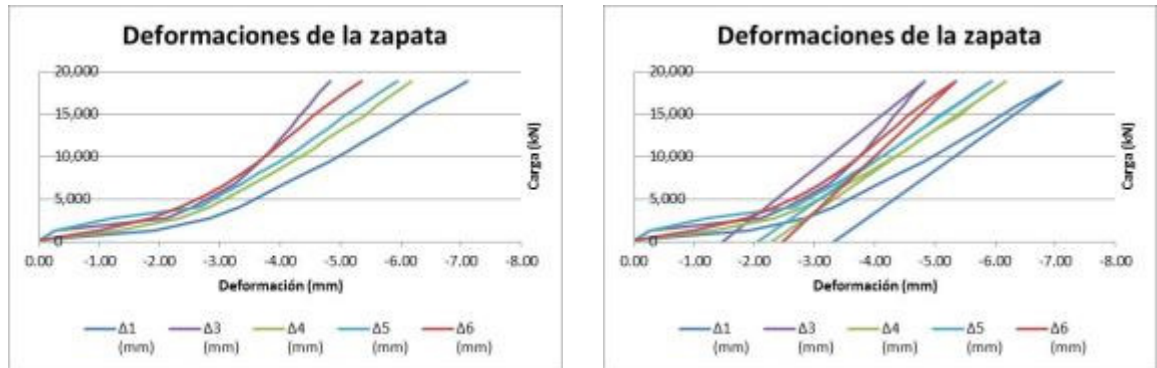 Deformaciones de la zapata
20,000
15,000
10,000
5,000
0
0.00 -1.00 -2.00 -3.00 -4.00 -5.00 -6.00 -7.00 -8.00
Carga (kN)
Deformación (mm)
Δ1 (mm)
Δ3 (mm)
Δ4 (mm)
Δ5 (mm)
Δ6 (mm)
Deformaciones de la zapata
20,000
15,000
10,000
5,000
0
0.00 -1.00 -2.00 -3.00 -4.00 -5.00 -6.00 -7.00 -8.00
Carga (kN)
Deformación (mm)
Δ1 (mm)
Δ3 (mm)
Δ4 (mm)
Δ5 (mm)
Δ6 (mm)